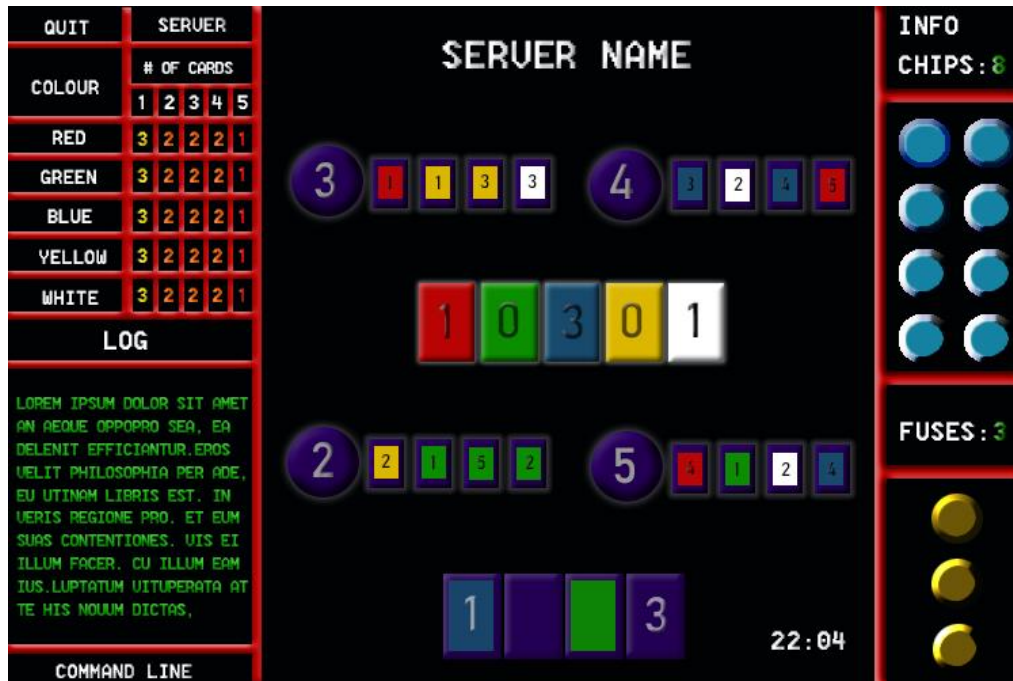 QUIT SERVER
COLOUR # OF CARDS
1 2 3 4 5
RED 3 2 2 2 1
GREEN 3 2 2 2 1
BLUE 3 2 2 2 1
YELLOW 3 2 2 2 1
WHITE 3 2 2 2 1
LOG
LOREM IPSUM DOLOR SIT AMET
AN AEQUE OPPOPRO SEA, EA
DELENIT EFFICIANTUR.EROS
VELIT PHILOSOPHIA PER ADE,
EU UTINAM LIBRIS EST. IN
VERIS REGIONE PRO. ET EUM
SUAS CONTENTIONES. VIS EI
ILLUM FACER. CU ILLUM EAM
IUS.LUPTATUM VITUPERATA AT
TE HIS NOVUM DICTAS,
COMMAND LINE
SERVER NAME
3 1 1 3 3
4 3 2 4 5
1 0 3 0 1
2 2 1 5 2
5 4 1 2 4
1 3
22:04
INFO
CHIPS:8
FUSES:3